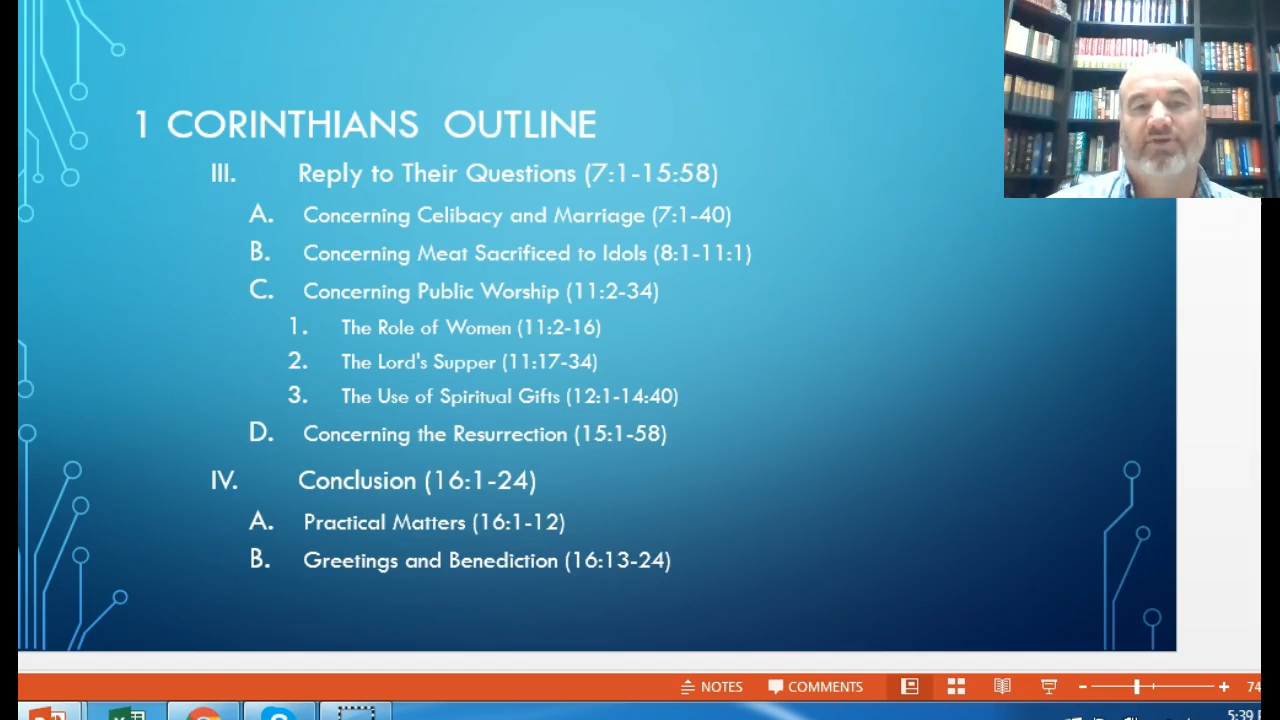 1 CORINTHIANS OUTLINE
III. Reply to Their Questions (7:1-15:58)
A. Concerning Celibacy and Marriage (7:1-40)
B. Concerning Meat Sacrificed to Idols (8:1-11:1)
C. Concerning Public Worship (11:2-34)
1. The Role of Women (11:2-16)
2. The Lord's Supper (11:17-34)
3. The Use of Spiritual Gifts (12:1-14:40)
D. Concerning the Resurrection (15:1-58)
IV. Conclusion (16:1-24)
A. Practical Matters (16:1-12)
B. Greetings and Benediction (16:13-24)
NOTES COMMENTS 74
5:39